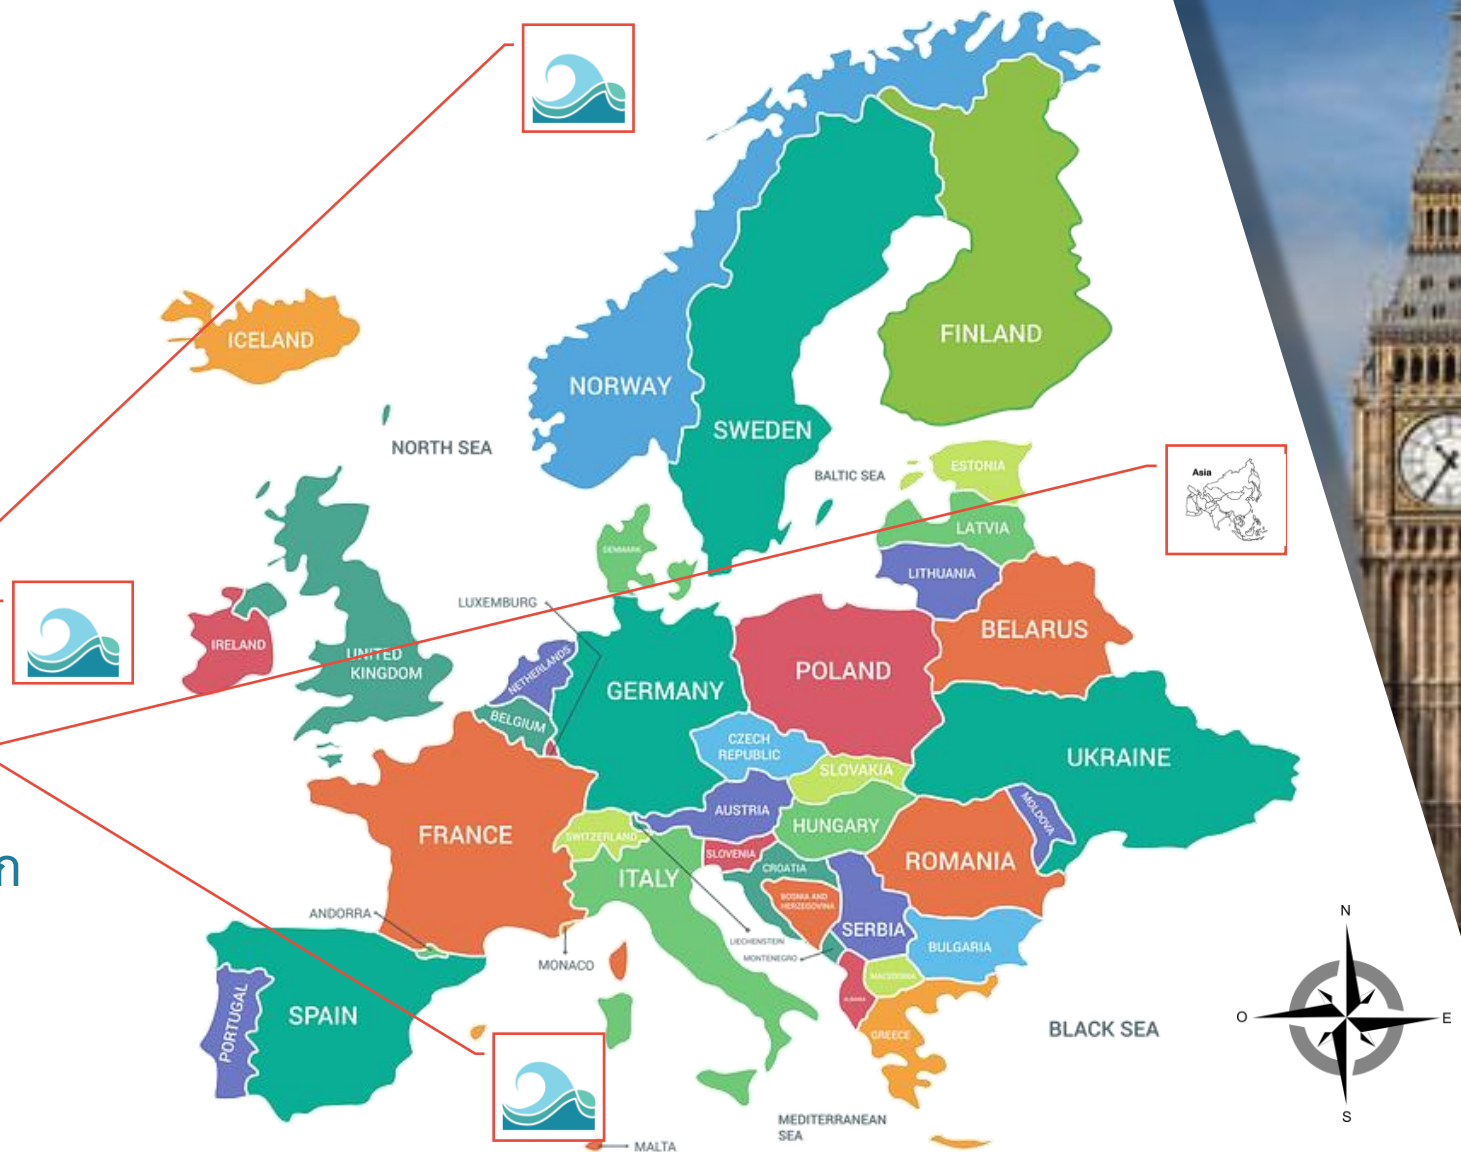 ICELAND
NORWAY
SWEDEN
FINLAND
NORTH SEA
BALTIC SEA
ESTONIA
Asia
LATVIA
DENMARK
LITHUANIA
LUXEMBURG
IRELAND
UNITED
KINGDOM
NETHERLANDS
BELGIUM
GERMANY
POLAND
BELARUS
CZECH
REPUBLIC
SLOVAKIA
UKRAINE
AUSTRIA
HUNGARY
MOLDOVA
FRANCE
SWITZERLAND
SLOVENIA
CROATIA
ROMANIA
n
ITALY
BOSNIA AND
HERZEGOVINA
ANDORRA
SERBIA
BULGARIA
LIECHENSTEIN
MONTENEGRO
MONACO
MACEDONIA
ALBANIA
PORTUGAL
SPAIN
GREECE
BLACK SEA
MEDITERRANEAN
SEA
MALTA
N
O
E
S